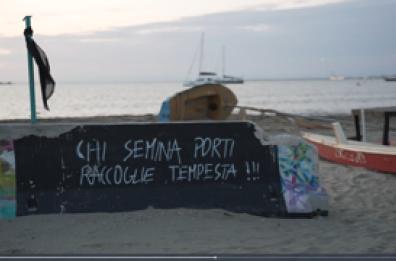 CHI SEMINA PORTI
RACCOGLIE TEMPESTA !!!